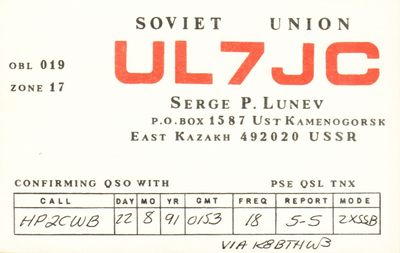 SOVIET UNION
OBL 019
ZONE 17
UL7JC
SERGE P. LUNEV
P.O.BOX 1587 UST KAMENOGORSK
EAST KAZAKH 492020 USSR
CONFIRMING QSO WITH PSE QSL TNX
CALL DAY MO YR GMT FREQ REPORT MODE
HP2CWB 22 8 91 0153 18 5-5 2XSSB
VIA K8BTHW3